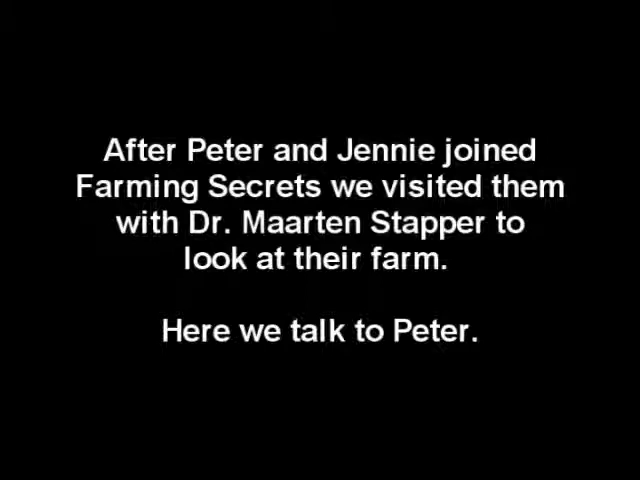 After Peter and Jennie joined
Farming Secrets we visited them
with Dr. Maarten Stapper to
look at their farm.
Here we talk to Peter.